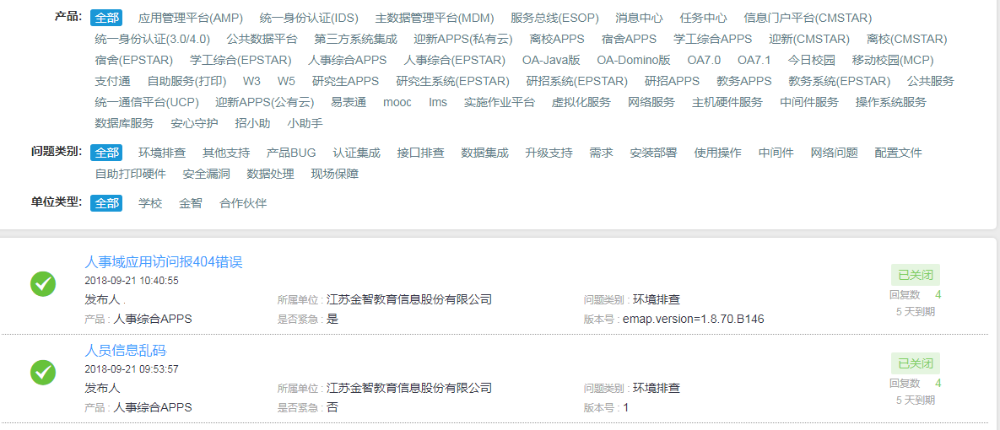 产品: 全部 应用管理平台(AMP) 统一身份认证(IDS) 主数据管理平台(MDM) 服务总线(ESOP) 消息中心 任务中心 信息门户平台(CMSTAR)
统一身份认证(3.0/4.0) 公共数据平台 第三方系统集成 迎新APPS(私有云) 离校APPS 宿舍APPS 学工综合APPS 迎新(CMSTAR) 离校(CMSTAR)
宿舍(EPSTAR) 学工综合(EPSTAR) 人事综合APPS 人事综合(EPSTAR) OA-Java版 OA-Domino版 OA7.0 OA7.1 今日校园 移动校园(MCP)
支付通 自助服务(打印) W3 W5 研究生APPS 研究生系统(EPSTAR) 研招系统(EPSTAR) 研招APPS 教务APPS 教务系统(EPSTAR) 公共服务
统一通信平台(UCP) 迎新APPS(公有云) 易表通 mooc lms 实施作业平台 虚拟化服务 网络服务 主机硬件服务 中间件服务 操作系统服务
数据库服务 安心守护 招小助 小助手
问题类别: 全部 环境排查 其他支持 产品BUG 认证集成 接口排查 数据集成 升级支持 需求 安装部署 使用操作 中间件 网络问题 配置文件
自助打印硬件 安全漏洞 数据处理 现场保障
单位类型: 全部 学校 金智 合作伙伴
人事域应用访问报404错误
2018-09-21 10:40:55
已关闭
发布人 . 所属单位 : 江苏金智教育信息股份有限公司 问题类别 : 环境排查 回复数 4
产品 : 人事综合APPS 是否紧急 : 是 版本号 : emap.version=1.8.70.B146 5 天到期
人员信息乱码
2018-09-21 09:53:57
已关闭
发布人 所属单位 : 江苏金智教育信息股份有限公司 问题类别 : 环境排查 回复数 4
产品 : 人事综合APPS 是否紧急 : 否 版本号 : 1 5 天到期